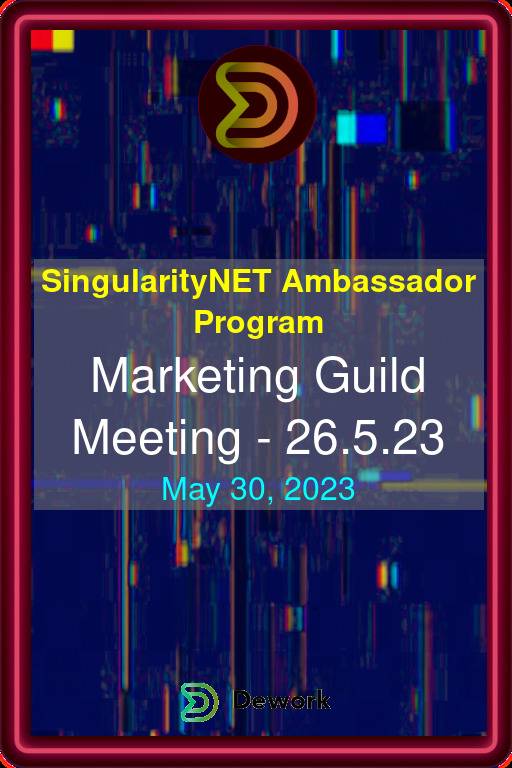 SingularityNET Ambassador
Program
Marketing Guild
Meeting - 26.5.23
May 30, 2023
Dework